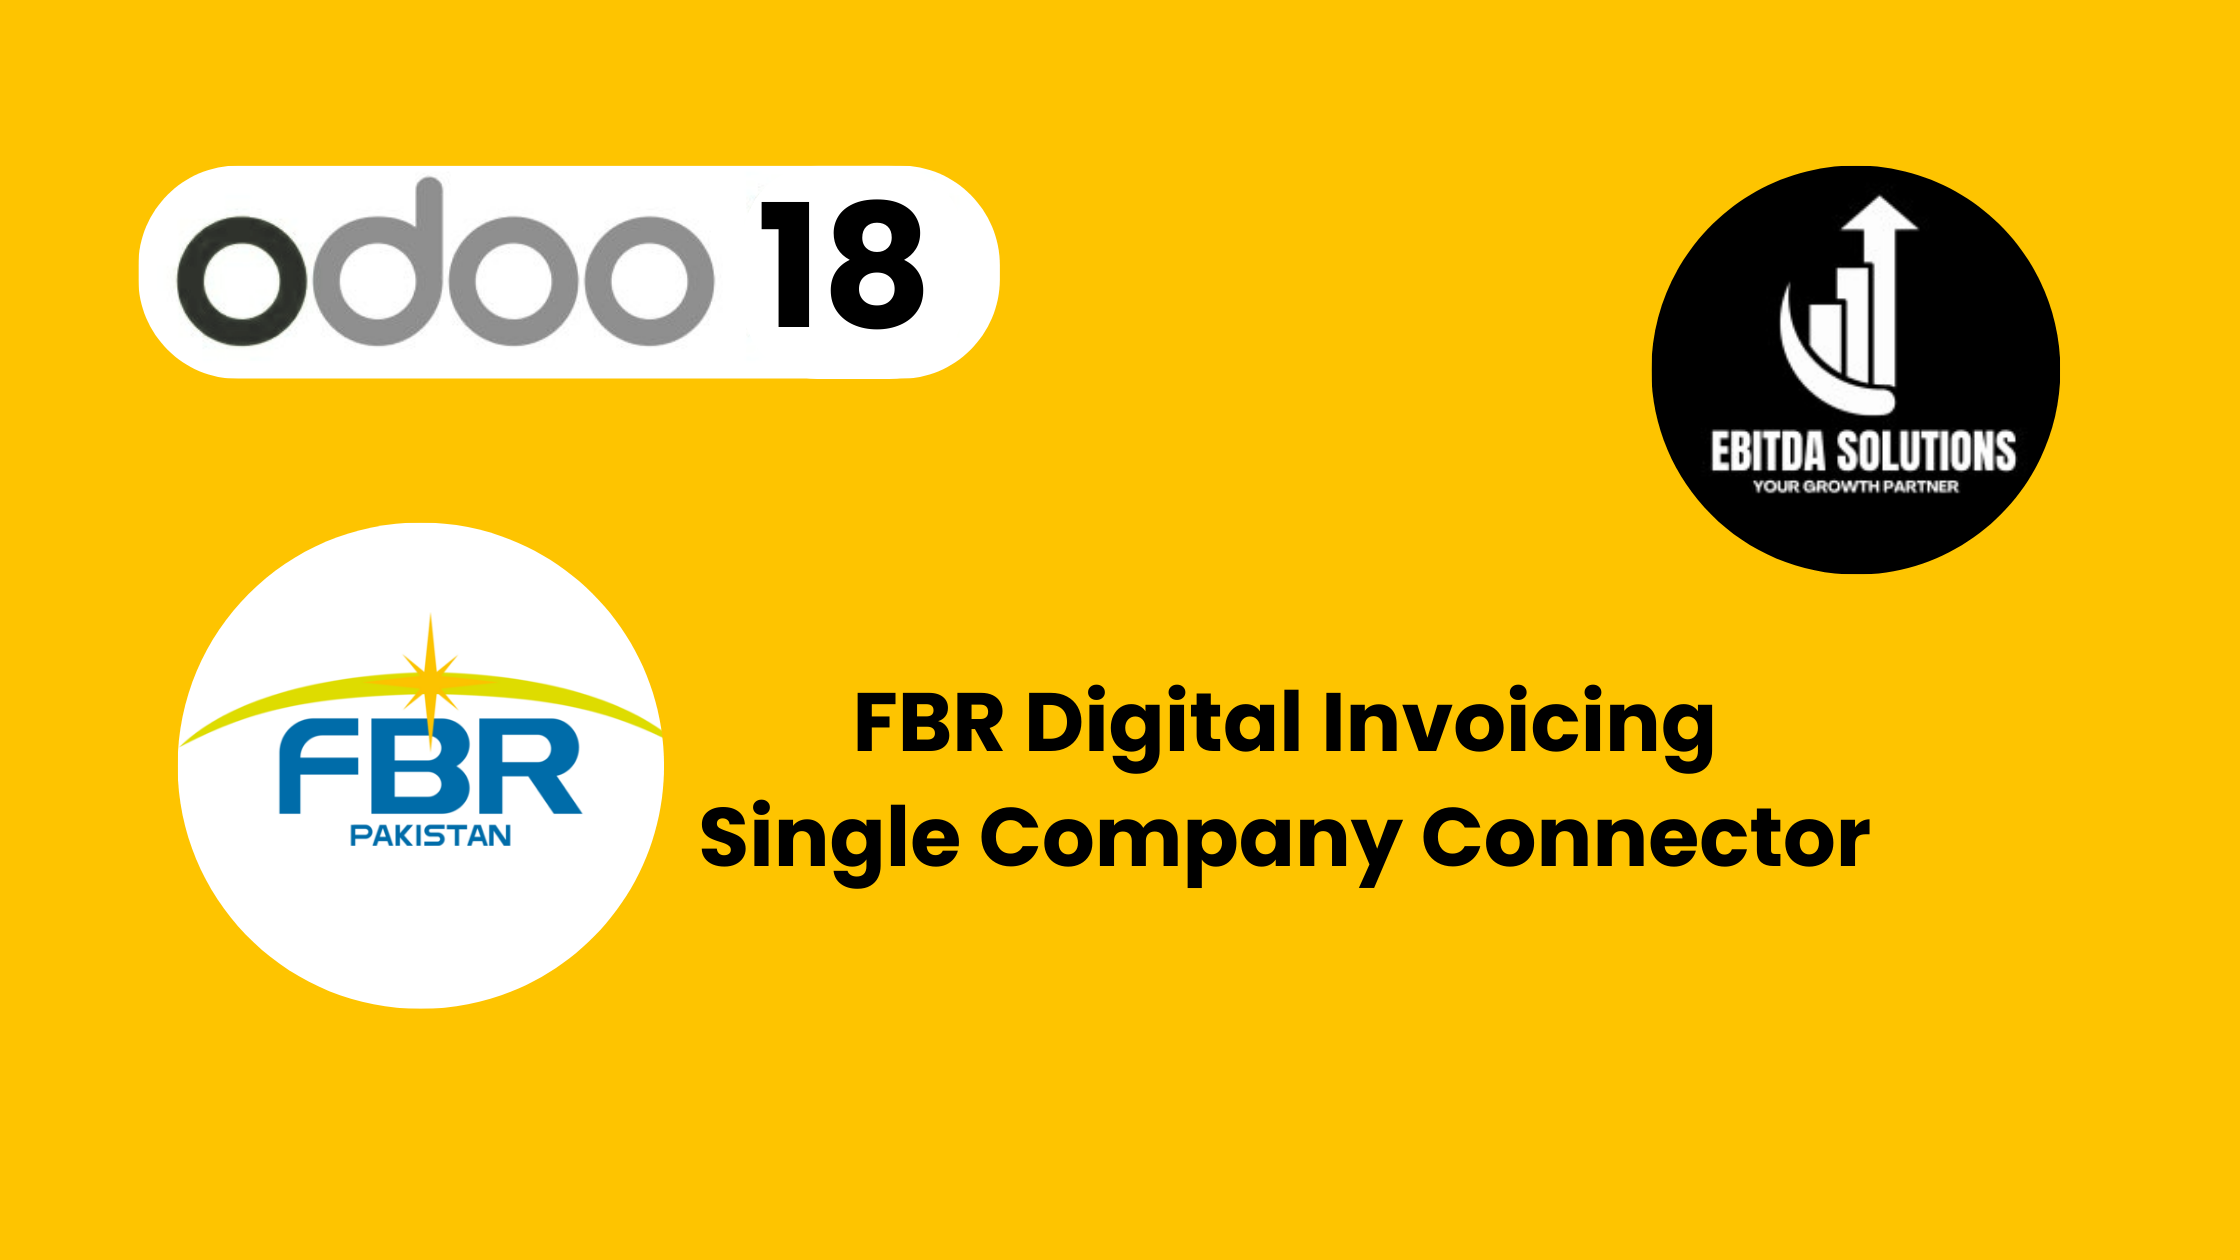 odoo 18
EBITDA SOLUTIONS
YOUR GROWTH PARTNER
FBR
PAKISTAN
FBR Digital Invoicing
Single Company Connector